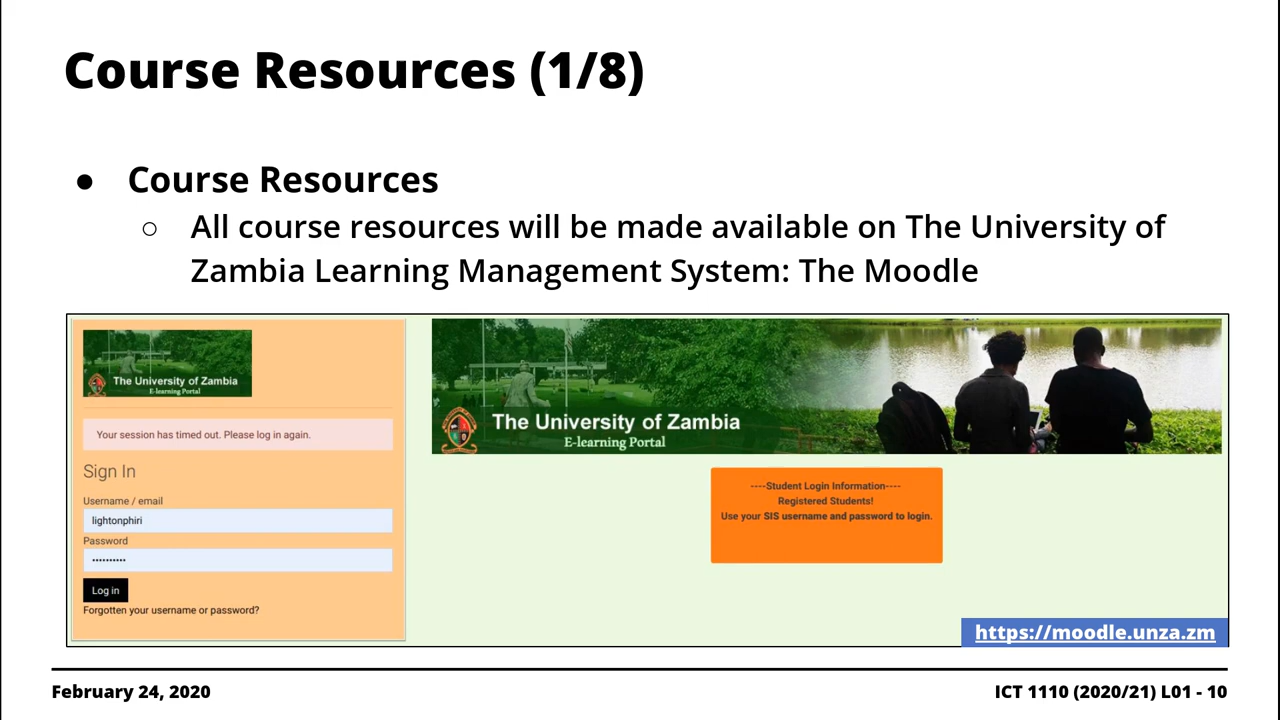 Course Resources (1/8)
● Course Resources
○ All course resources will be made available on The University of
Zambia Learning Management System: The Moodle
The University of Zambia
E-learning Portal
Your session has timed out. Please log in again.
Sign In
Username / email
lightonphiri
Password
••••••••••
Log in
Forgotten your username or password?
The University of Zambia
E-learning Portal
----Student Login Information----
Registered Students!
Use your SIS username and password to login.
https://moodle.unza.zm
February 24, 2020
ICT 1110 (2020/21) L01 - 10